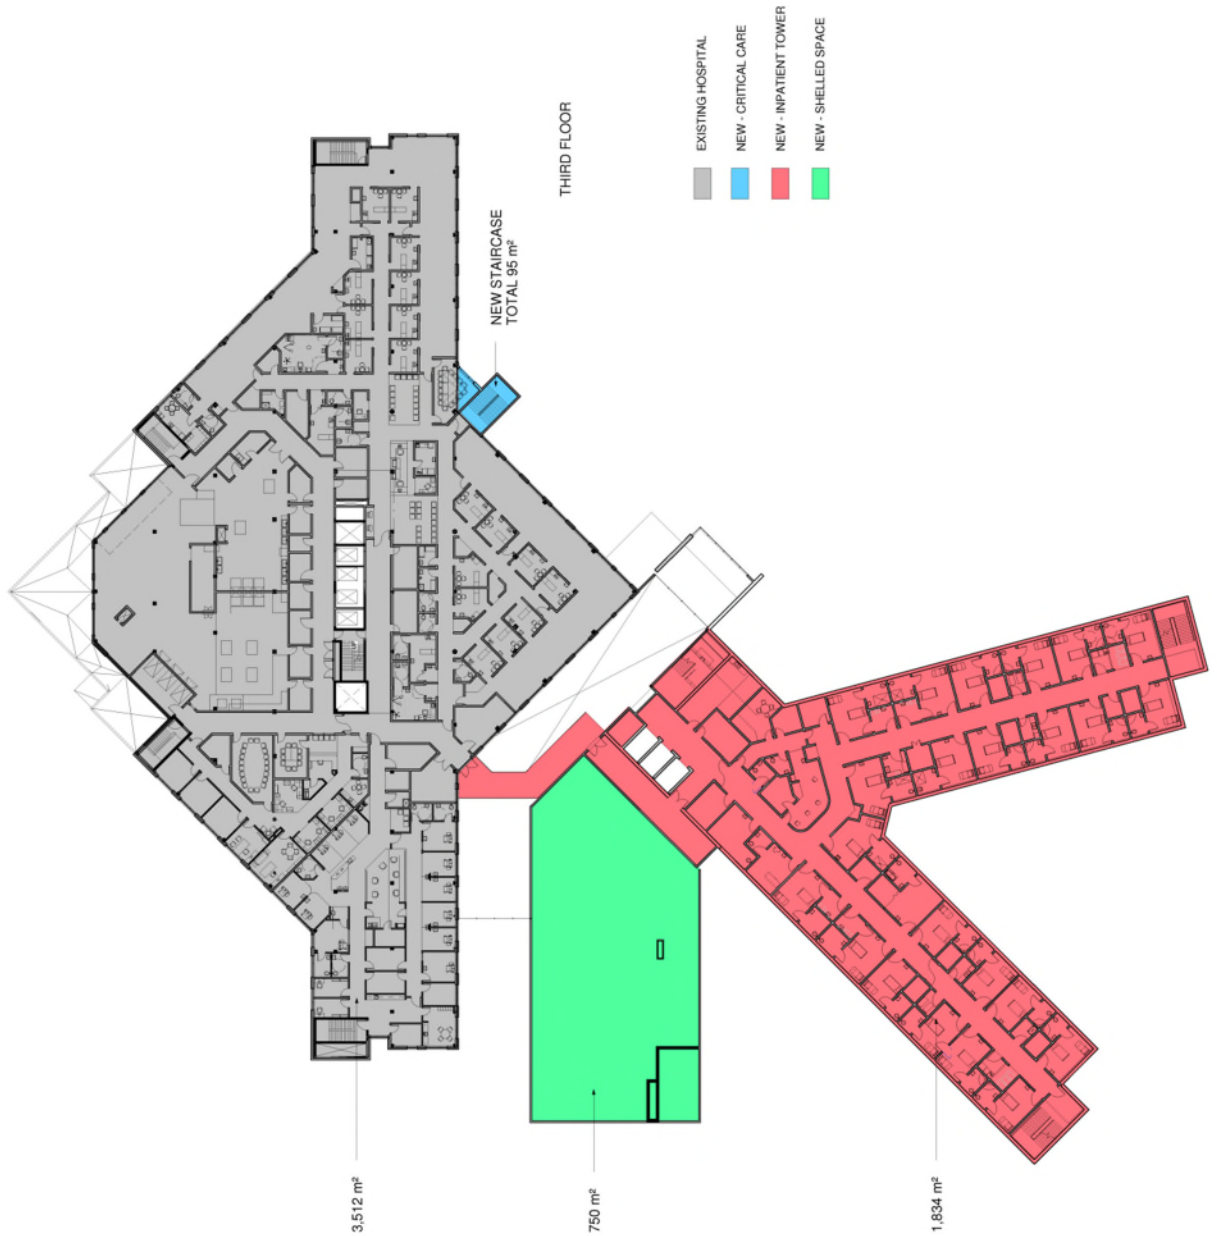 THIRD FLOOR
EXISTING HOSPITAL
NEW - CRITICAL CARE
NEW - INPATIENT TOWER
NEW - SHELLED SPACE
NEW STAIRCASE
TOTAL 95 m²
3,512 m²
750 m²
1,834 m²